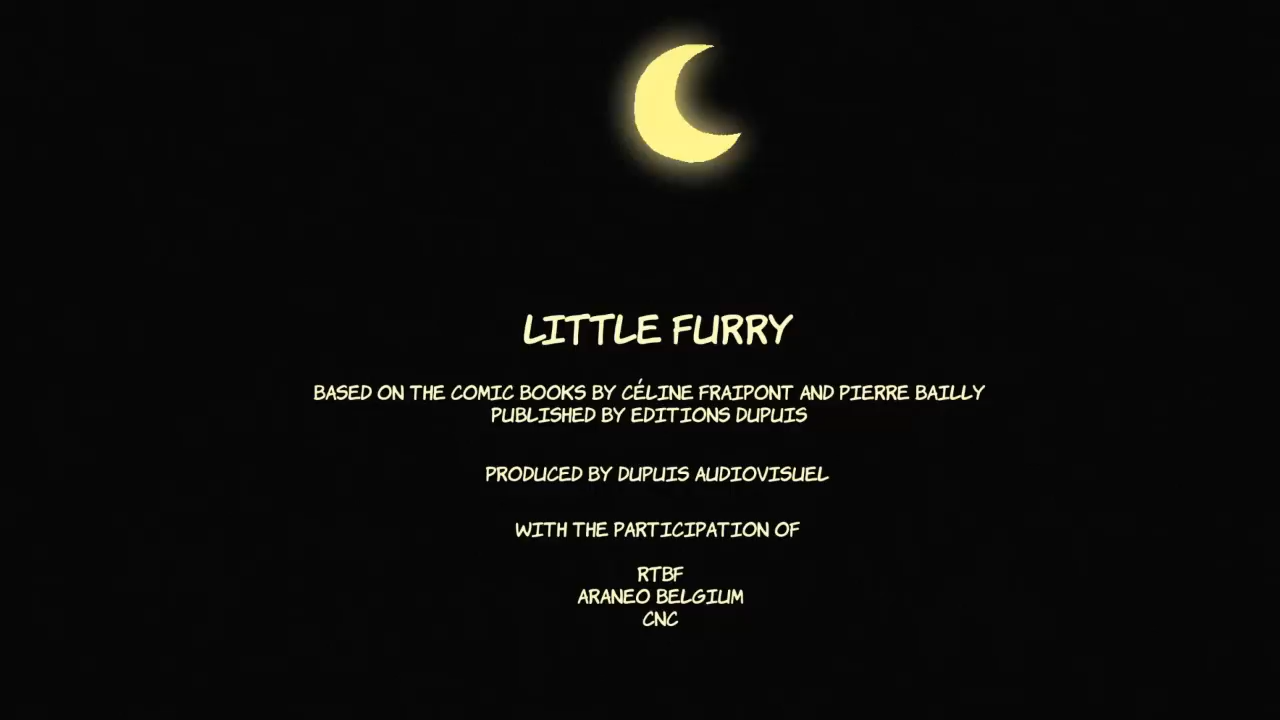 LITTLE FURRY
BASED ON THE COMIC BOOKS BY CÉLINE FRAIPONT AND PIERRE BAILLY
PUBLISHED BY EDITIONS DUPUIS
PRODUCED BY DUPUIS AUDIOVISUEL
WITH THE PARTICIPATION OF
RTBF
ARANEO BELGIUM
CNC